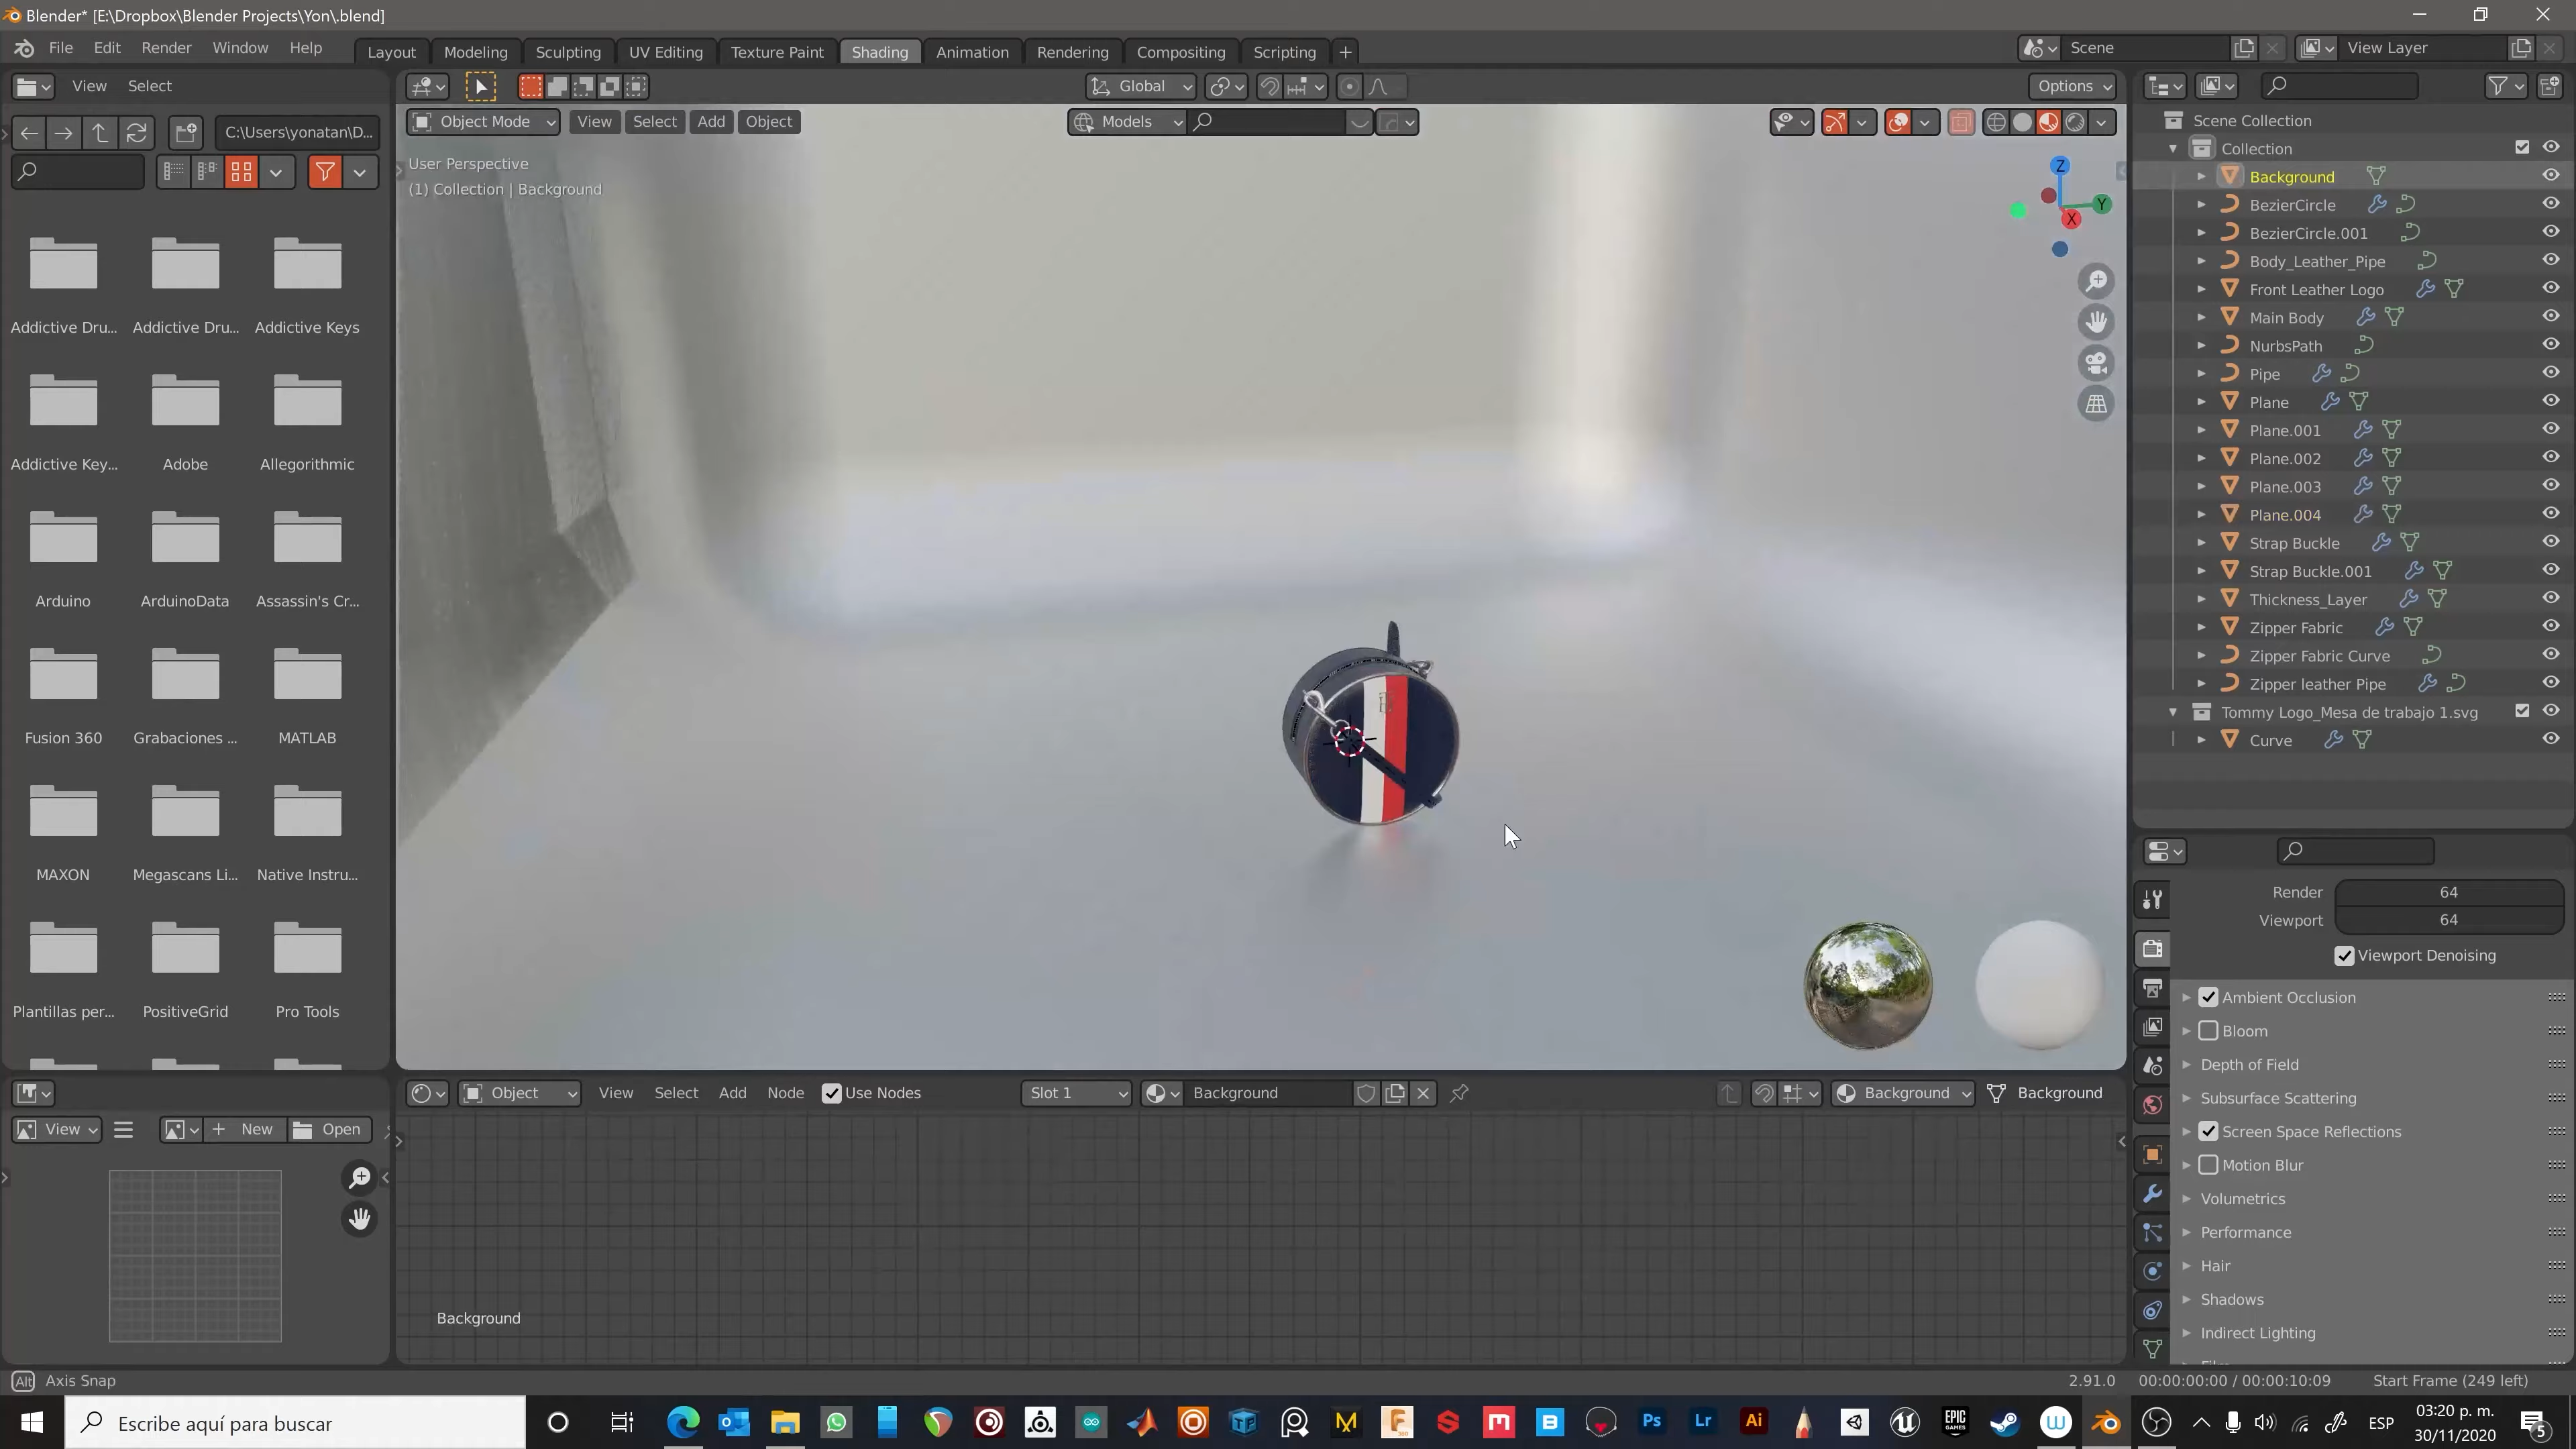 Blender* [E:\Dropbox\Blender Projects\Yon\.blend]
File Edit Render Window Help Layout Modeling Sculpting UV Editing Texture Paint Shading Animation Rendering Compositing Scripting + Scene View Layer
View Select Global Options
C:\Users\yonatan\D... Object Mode View Select Add Object Models
User Perspective
(1) Collection | Background
Z
Y
X
Addictive Dru... Addictive Dru... Addictive Keys
Addictive Key... Adobe Allegorithmic
Arduino ArduinoData Assassin's Cr...
Fusion 360 Grabaciones ... MATLAB
MAXON Megascans Li... Native Instru...
Plantillas per... PositiveGrid Pro Tools
Scene Collection
Collection
Background
BezierCircle
BezierCircle.001
Body_Leather_Pipe
Front Leather Logo
Main Body
NurbsPath
Pipe
Plane
Plane.001
Plane.002
Plane.003
Plane.004
Strap Buckle
Strap Buckle.001
Thickness_Layer
Zipper Fabric
Zipper Fabric Curve
Zipper leather Pipe
Tommy Logo_Mesa de trabajo 1.svg
Curve
Render 64
Viewport 64
Viewport Denoising
Ambient Occlusion
Bloom
Depth of Field
Subsurface Scattering
Screen Space Reflections
Motion Blur
Volumetrics
Performance
Hair
Shadows
Indirect Lighting
Object View Select Add Node Use Nodes Slot 1 Background Background Background
View + New Open
Background
Alt Axis Snap 2.91.0 00:00:00:00 / 00:00:10:09 Start Frame (249 left)
Escribe aquí para buscar
Ps Lr Ai
EPIC GAMES
ESP
03:20 p. m.
30/11/2020
5